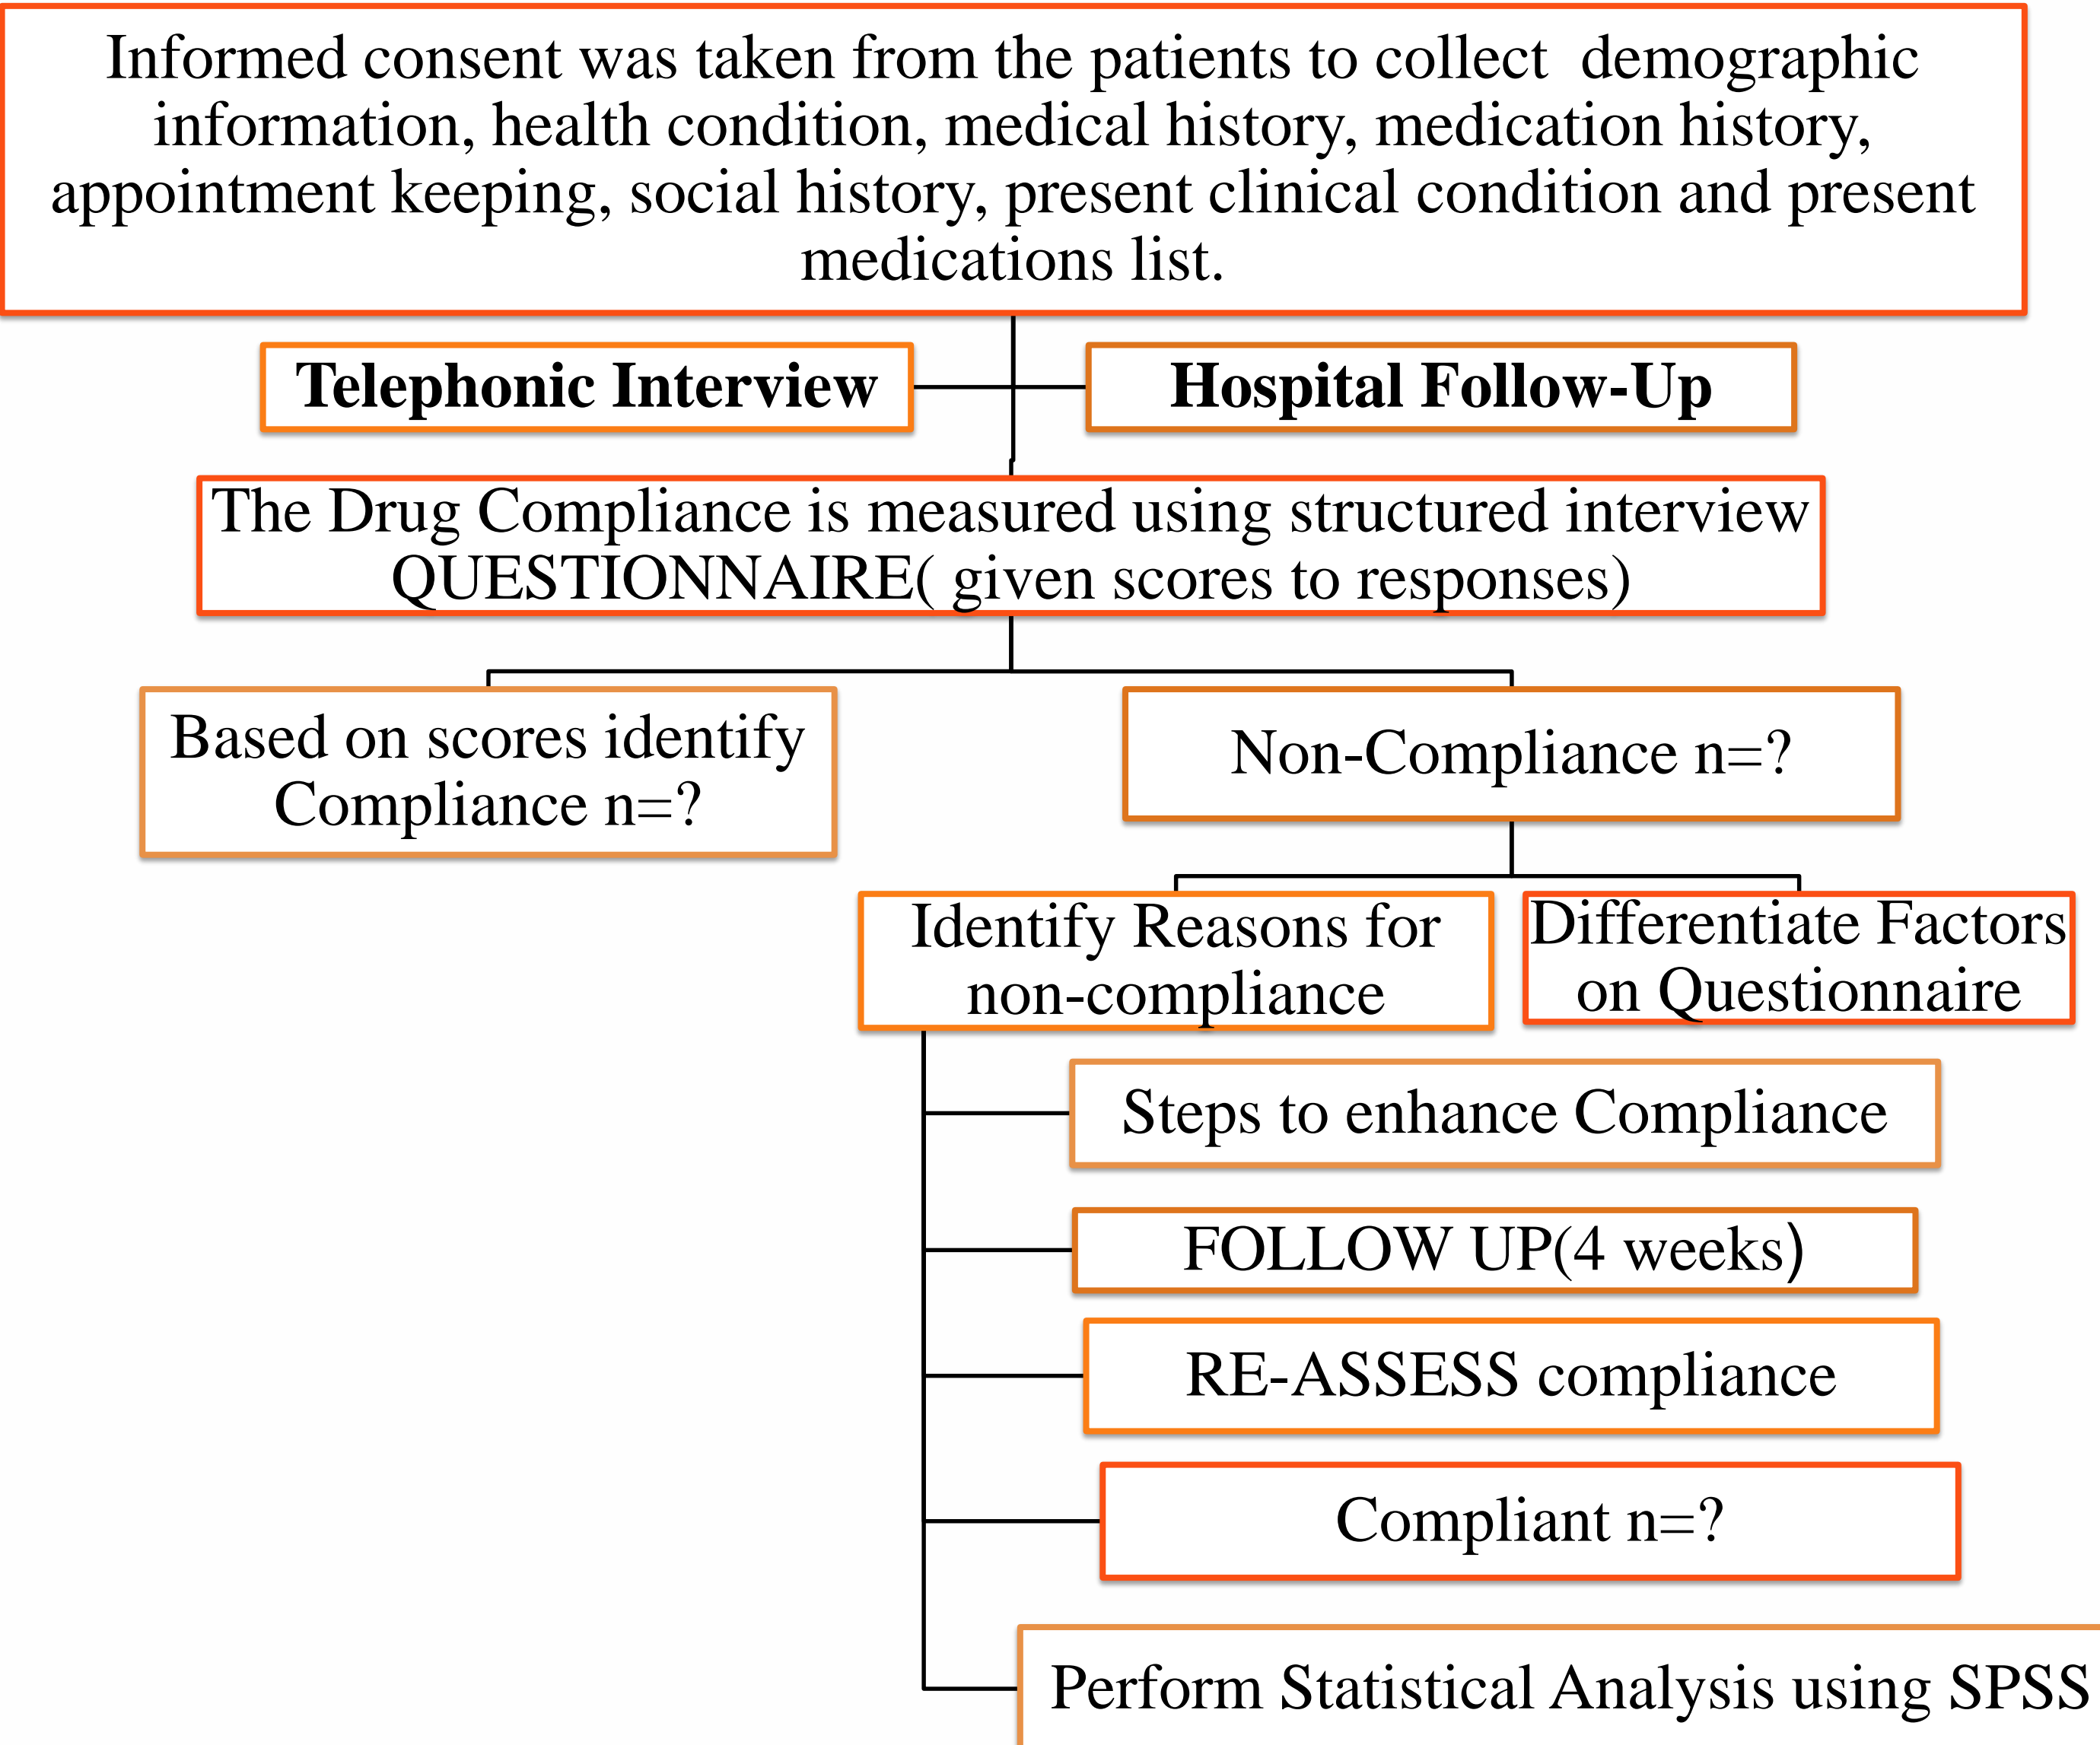 Informed consent was taken from the patients to collect  demographic
information, health condition, medical history, medication history,
appointment keeping, social history, present clinical condition and present
medications list.
Telephonic Interview
Hospital Follow-Up
The Drug Compliance is measured using structured interview
QUESTIONNAIRE( given scores to responses)
Based on scores identify
Compliance n=?
Non-Compliance n=?
Identify Reasons for
non-compliance
Differentiate Factors
on Questionnaire
Steps to enhance Compliance
FOLLOW UP(4 weeks)
RE-ASSESS compliance
Compliant n=?
Perform Statistical Analysis using SPSS